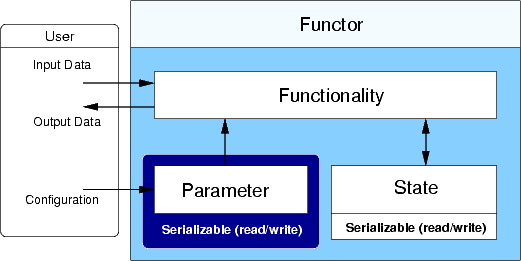 User
Input Data
Output Data
Configuration
Functor
Functionality
Parameter
Serializable (read/write)
State
Serializable (read/write)